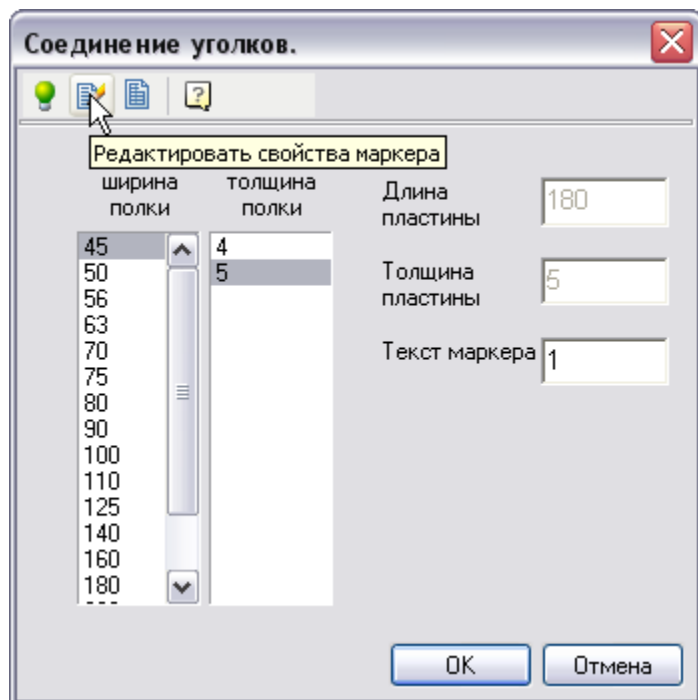 Соединение уголков.
Редактировать свойства маркера
ширина полки
толщина полки
45
50
56
63
70
75
80
90
100
110
125
140
160
180
4
5
Длина пластины
180
Толщина пластины
5
Текст маркера
1
OK
Отмена